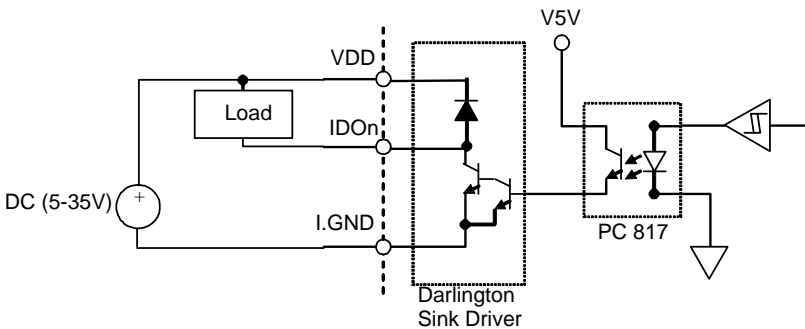 V5V
VDD
Load
IDOn
DC (5-35V)
+
I.GND
PC 817
Darlington
Sink Driver